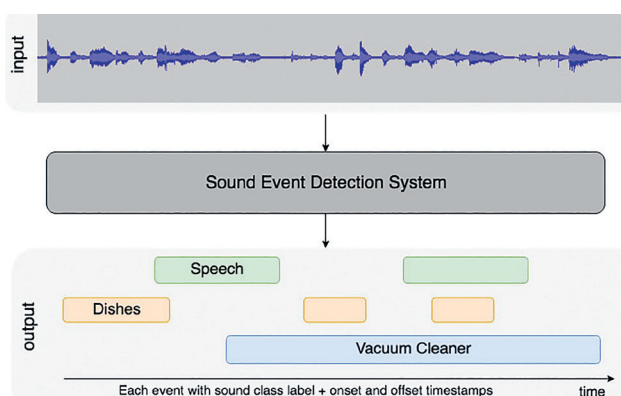 input
Sound Event Detection System
output
Speech
Dishes
Vacuum Cleaner
Each event with sound class label + onset and offset timestamps
time